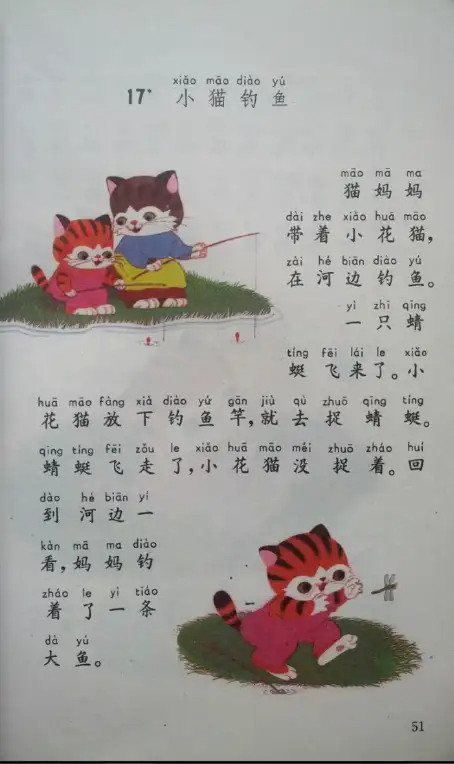 xiǎo māo diào yú
17* 小猫钓鱼
māo mā ma
猫妈妈
dài zhe xiǎo huā māo
带着小花猫，
zài hé biān diào yú
在河边钓鱼。
yì zhī qīng
一只蜻
tíng fēi lái le xiǎo
蜓飞来了。小
huā māo fàng xià diào yú gān jiù qù zhuō qīng tíng
花猫放下钓鱼竿，就去捉蜻蜓。
qīng tíng fēi zǒu le xiǎo huā māo méi zhuō zháo huí
蜻蜓飞走了，小花猫没捉着。回
dào hé biān yí
到河边一
kàn mā ma diào
看，妈妈钓
zháo le yì tiáo
着了一条
dà yú
大鱼。
51